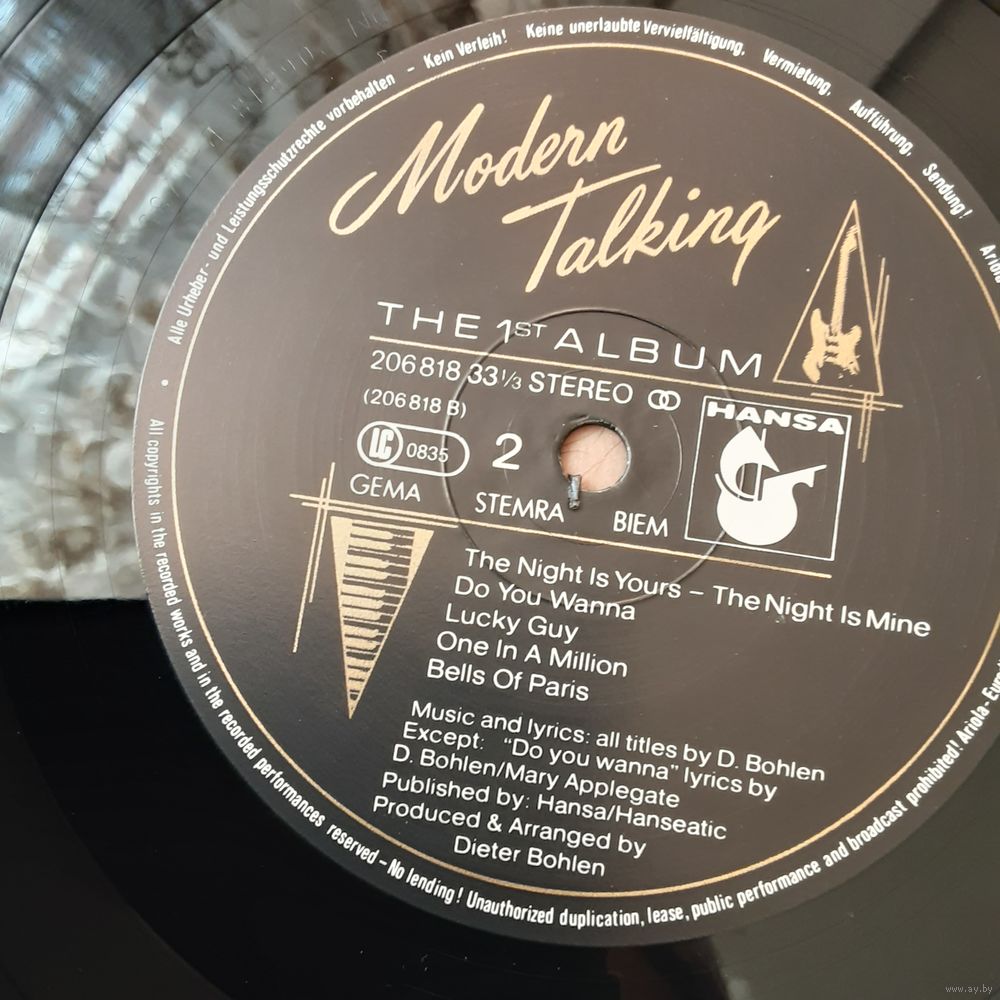 Alle Urheber- und Leistungsschutzrechte vorbehalten – Kein Verleih! Keine unerlaubte Vervielfältigung, Vermietung, Aufführung, Sendung!
Modern
Talking
THE 1ST ALBUM
206 818 33 1/3 STEREO
(206 818 B)
HANSA
LC 0835
2
GEMA STEMRA BIEM
The Night Is Yours – The Night Is Mine
Do You Wanna
Lucky Guy
One In A Million
Bells Of Paris
Music and lyrics: all titles by D. Bohlen
Except: "Do you wanna" lyrics by
D. Bohlen/Mary Applegate
Published by: Hansa/Hanseatic
Produced & Arranged by
Dieter Bohlen
All copyrights in the recorded works and in the recorded performances reserved – No lending! Unauthorized duplication, lease, public performance and broadcast prohibited! Ariola-
www.ay.by